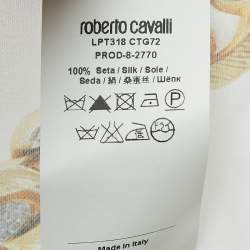 roberto cavalli
LPT318 CTG72
PROD-8-2770
100% Seta / Silk / Soie /
Seda / 絹 / 桑蚕丝 / Шёлк
Made in Italy